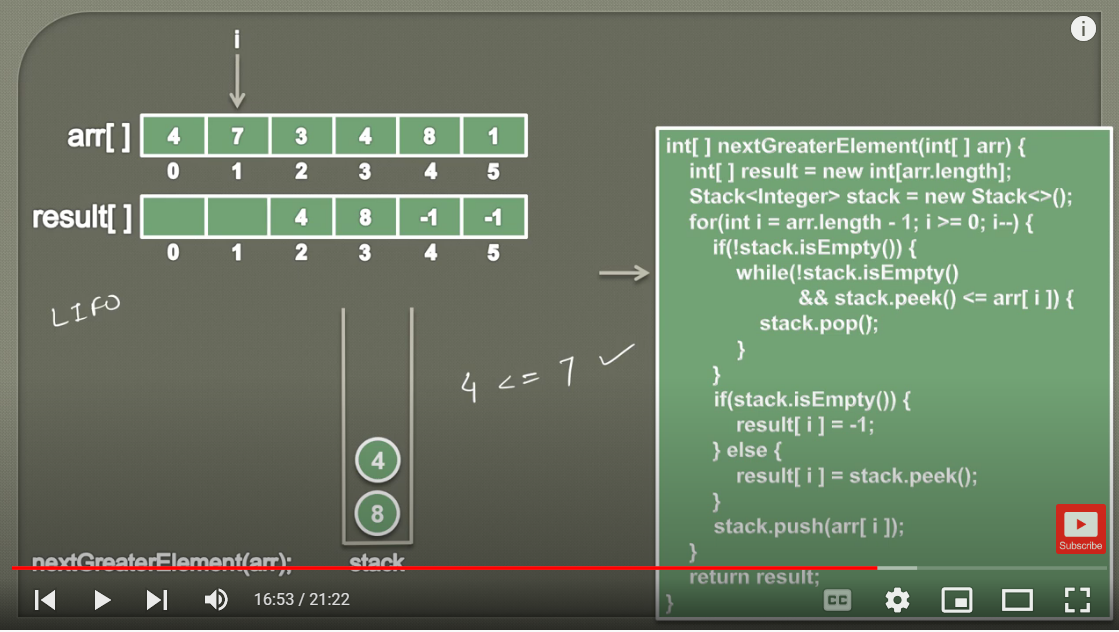 i
arr[ ] 4 7 3 4 8 1
0 1 2 3 4 5
result[ ] 4 8 -1 -1
0 1 2 3 4 5
LIFO
4 <= 7 ✓
4
8
nextGreaterElement(arr); stack
int[ ] nextGreaterElement(int[ ] arr) {
int[ ] result = new int[arr.length];
Stack<Integer> stack = new Stack<>();
for(int i = arr.length - 1; i >= 0; i--) {
if(!stack.isEmpty()) {
while(!stack.isEmpty()
&& stack.peek() <= arr[ i ]) {
stack.pop();
}
}
if(stack.isEmpty()) {
result[ i ] = -1;
} else {
result[ i ] = stack.peek();
}
stack.push(arr[ i ]);
}
return result;
}
Subscribe
16:53 / 21:22
CC